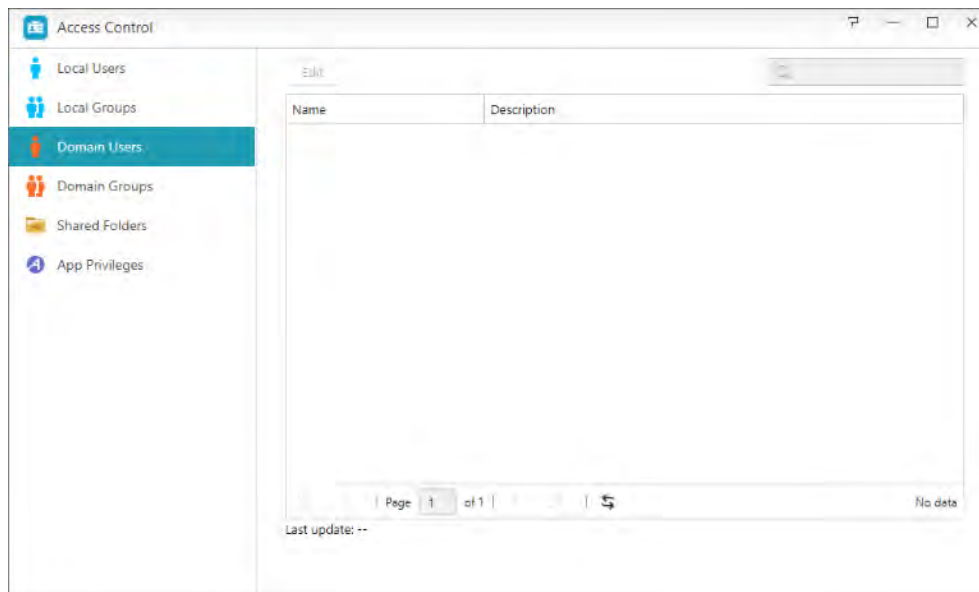 Access Control
Local Users
Local Groups
Domain Users
Domain Groups
Shared Folders
App Privileges
Edit
Name Description
Page 1 of 1 No data
Last update: --